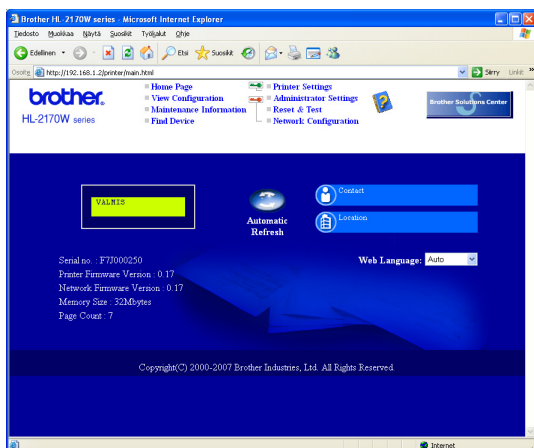 Brother HL-2170W series - Microsoft Internet Explorer
Tiedosto Muokkaa Näytä Suosikit Työkalut Ohje
Edellinen Etsi Suosikit
Osoite http://192.168.1.2/printer/main.html Siirry Linkit »
brother
HL-2170W series
Home Page
View Configuration
Maintenance Information
Find Device
Printer Settings
Administrator Settings
Reset & Test
Network Configuration
Brother Solutions Center
VALMIS
Automatic
Refresh
Contact
Location
Serial no. : F7J000250
Printer Firmware Version : 0.17
Network Firmware Version : 0.17
Memory Size : 32Mbytes
Page Count : 7
Web Language: Auto
Copyright(C) 2000-2007 Brother Industries, Ltd. All Rights Reserved.
Internet